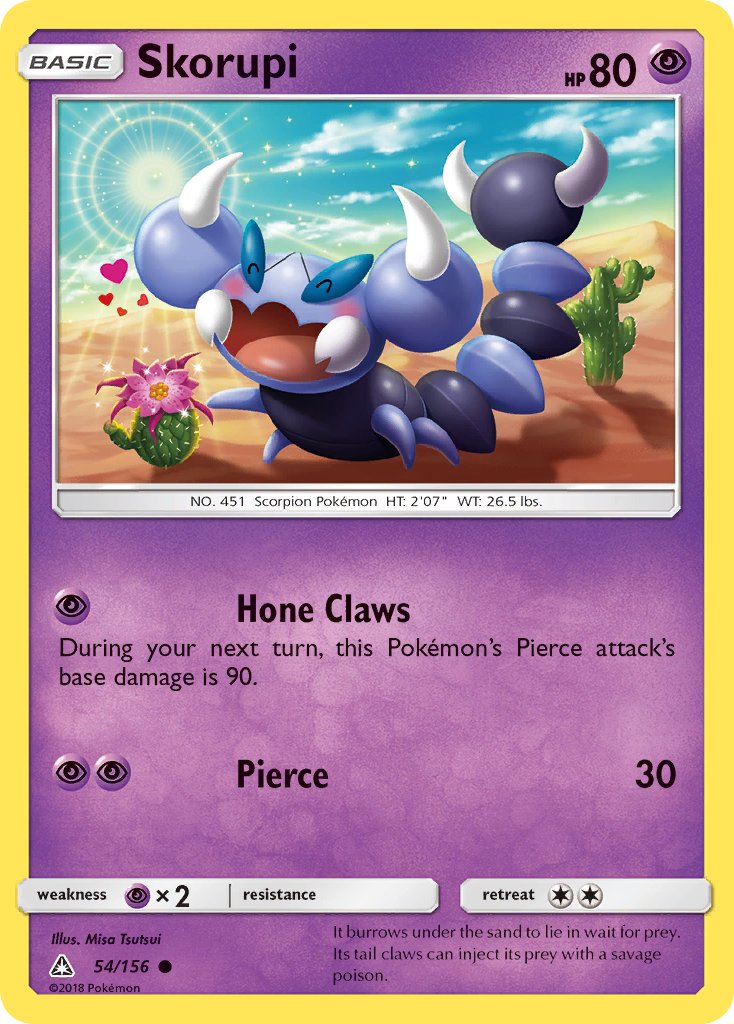 BASIC Skorupi HP 80
NO. 451 Scorpion Pokémon HT: 2'07" WT: 26.5 lbs.
Hone Claws
During your next turn, this Pokémon's Pierce attack's
base damage is 90.
Pierce 30
weakness ×2 resistance retreat
Illus. Misa Tsutsui
54/156
©2018 Pokémon
It burrows under the sand to lie in wait for prey.
Its tail claws can inject its prey with a savage
poison.